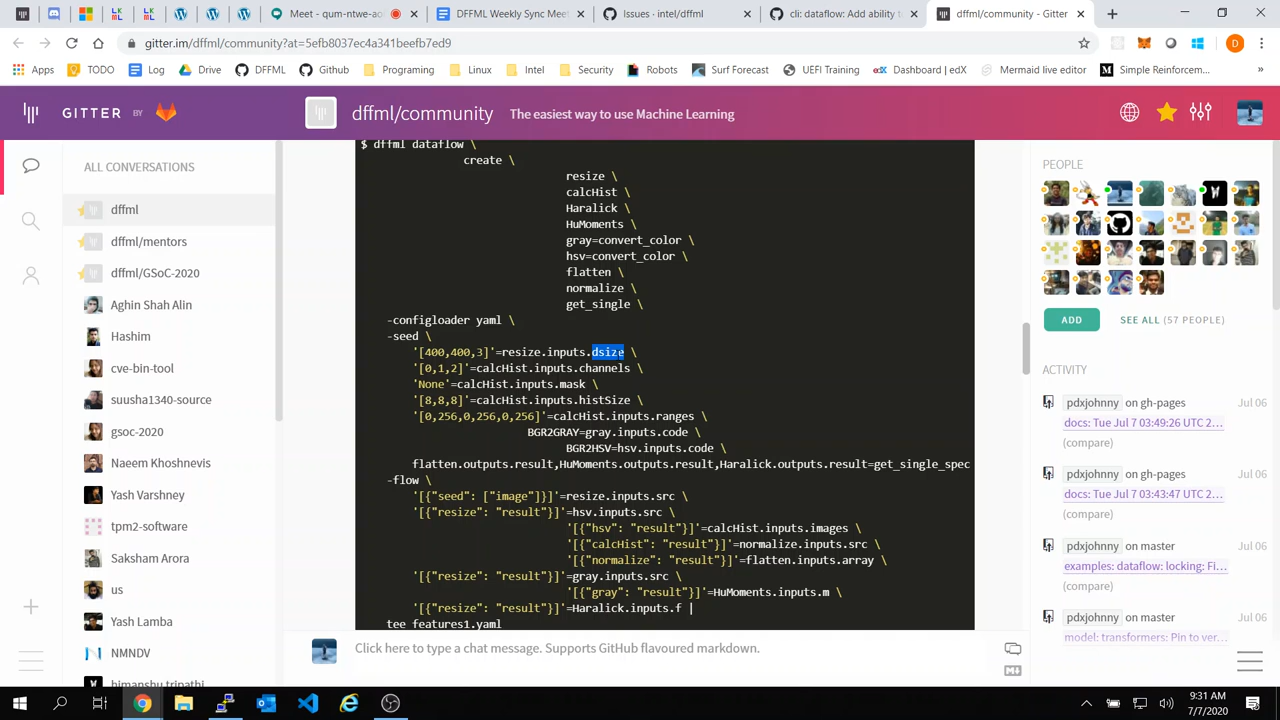 Meet - qum-ntwe-aoi
DFFML Weekly Sync Meet
Issues · intel/dffml
cli: dataflow: Add ability t
dffml/community - Gitter
gitter.im/dffml/community?at=5efb8037ec4a341beefb7ed9
D
Apps
TODO
Log
Drive
DFFML
Github
Programing
Linux
Intel
Security
Robots
Surf Forecast
UEFI Training
Dashboard | edX
Mermaid live editor
Simple Reinforcem...
GITTER BY
dffml/community
The easiest way to use Machine Learning
ALL CONVERSATIONS
dffml
dffml/mentors
dffml/GSoC-2020
Aghin Shah Alin
Hashim
cve-bin-tool
suusha1340-source
gsoc-2020
Naeem Khoshnevis
Yash Varshney
tpm2-software
Saksham Arora
us
Yash Lamba
NMNDV
himanshu tripathi
$ dffml dataflow \
create \
resize \
calcHist \
Haralick \
HuMoments \
gray=convert_color \
hsv=convert_color \
flatten \
normalize \
get_single \
-configloader yaml \
-seed \
'[400,400,3]'=resize.inputs.dsize \
'[0,1,2]'=calcHist.inputs.channels \
'None'=calcHist.inputs.mask \
'[8,8,8]'=calcHist.inputs.histSize \
'[0,256,0,256,0,256]'=calcHist.inputs.ranges \
BGR2GRAY=gray.inputs.code \
BGR2HSV=hsv.inputs.code \
flatten.outputs.result,HuMoments.outputs.result,Haralick.outputs.result=get_single_spec
-flow \
'[{"seed": ["image"]}]'=resize.inputs.src \
'[{"resize": "result"}]'=hsv.inputs.src \
'[{"hsv": "result"}]'=calcHist.inputs.images \
'[{"calcHist": "result"}]'=normalize.inputs.src \
'[{"normalize": "result"}]'=flatten.inputs.array \
'[{"resize": "result"}]'=gray.inputs.src \
'[{"gray": "result"}]'=HuMoments.inputs.m \
'[{"resize": "result"}]'=Haralick.inputs.f |
tee features1.yaml
Click here to type a chat message. Supports GitHub flavoured markdown.
PEOPLE
ADD
SEE ALL (57 PEOPLE)
ACTIVITY
pdxjohnny on gh-pages Jul 06
docs: Tue Jul 7 03:49:26 UTC 2...
(compare)
pdxjohnny on gh-pages Jul 06
docs: Tue Jul 7 03:43:47 UTC 2...
(compare)
pdxjohnny on master Jul 06
examples: dataflow: locking: Fi...
(compare)
pdxjohnny on master Jul 06
model: transformers: Pin to ver...
9:31 AM
7/7/2020